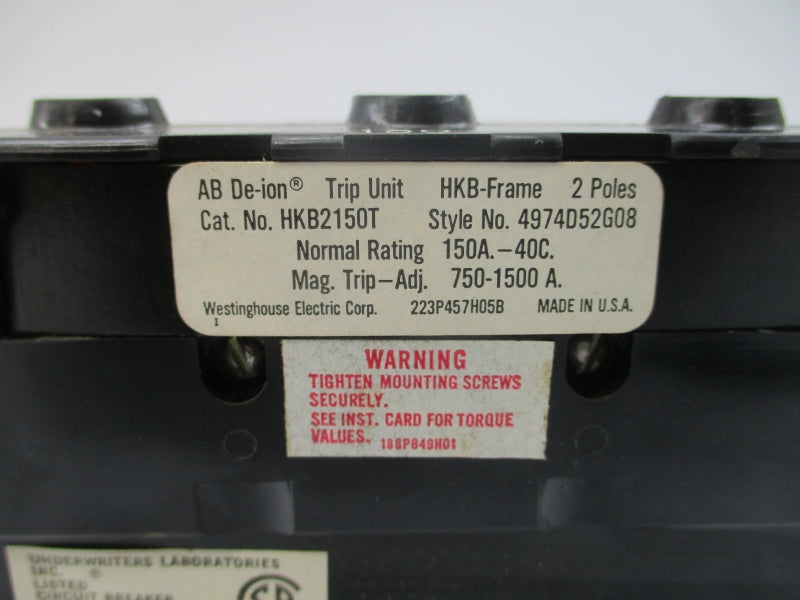 AB De-ion® Trip Unit HKB-Frame 2 Poles
Cat. No. HKB2150T Style No. 4974D52G08
Normal Rating 150A.-40C.
Mag. Trip-Adj. 750-1500 A.
Westinghouse Electric Corp. 223P457H05B MADE IN U.S.A.
I
WARNING
TIGHTEN MOUNTING SCREWS
SECURELY.
SEE INST. CARD FOR TORQUE
VALUES. 186P849H01
UNDERWRITERS LABORATORIES
INC. ®
LISTED
CIRCUIT BREAKER
SA